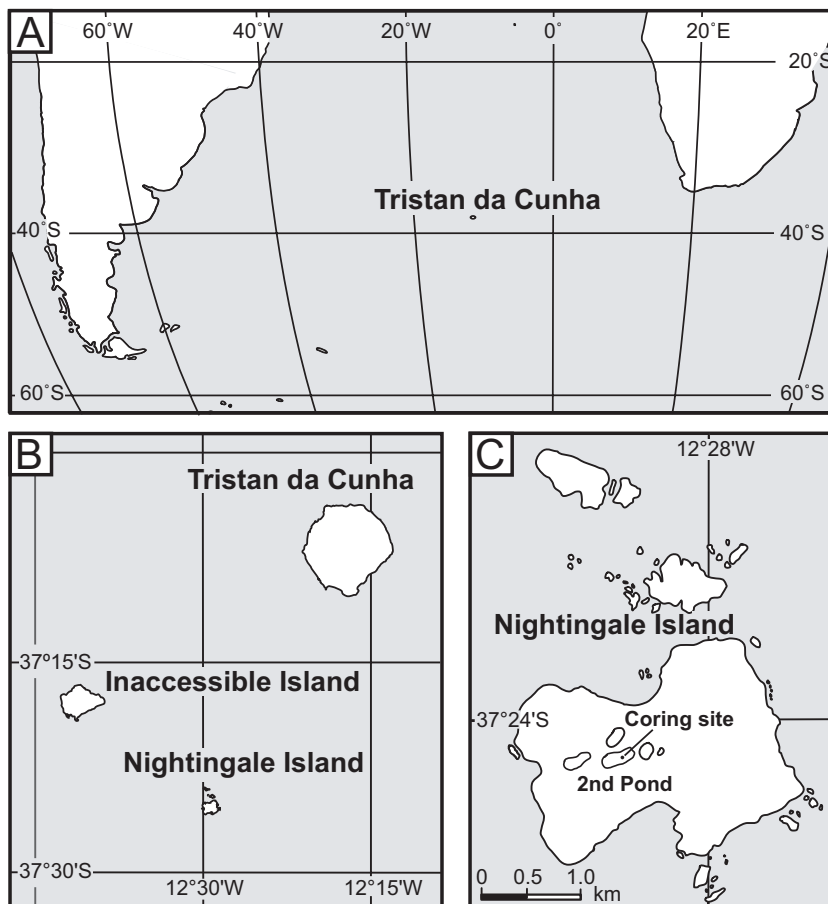 A
60˚W
40˚W
20˚W
0˚
20˚E
20˚S
Tristan da Cunha
40˚S
40˚S
60˚S
60˚S
B
Tristan da Cunha
37°15'S
Inaccessible Island
Nightingale Island
37°30'S
12°30'W
12°15'W
C
12°28'W
Nightingale Island
37°24'S
Coring site
2nd Pond
0 0.5 1.0
km